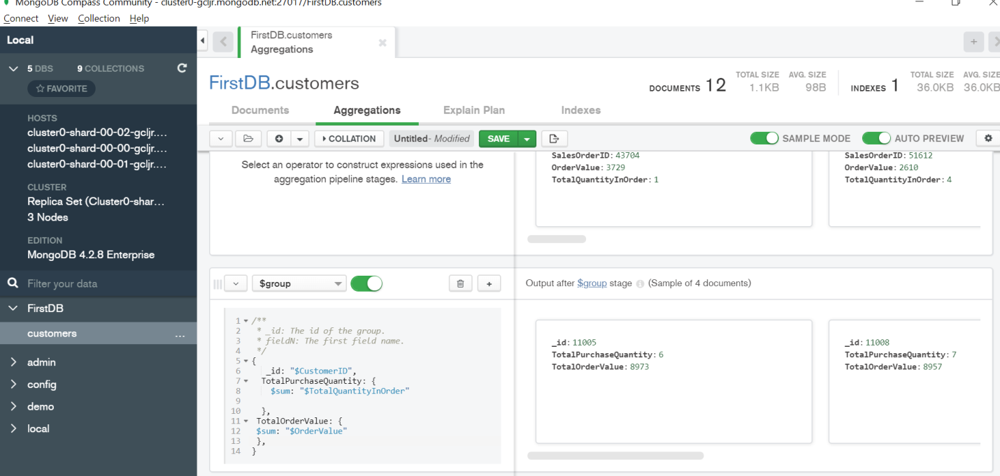 MongoDB Compass Community - cluster0-gcljr.mongodb.net:27017/FirstDB.customers
Connect View Collection Help
Local
5 DBS 9 COLLECTIONS
FAVORITE
HOSTS
cluster0-shard-00-02-gcljr....
cluster0-shard-00-00-gcljr....
cluster0-shard-00-01-gcljr....
CLUSTER
Replica Set (Cluster0-shar...
3 Nodes
EDITION
MongoDB 4.2.8 Enterprise
Filter your data
FirstDB
customers ...
admin
config
demo
local
FirstDB.customers
Aggregations
FirstDB.customers
DOCUMENTS 12
TOTAL SIZE AVG. SIZE
1.1KB 98B
INDEXES 1
TOTAL SIZE AVG. SIZE
36.0KB 36.0KB
Documents Aggregations Explain Plan Indexes
COLLATION Untitled- Modified SAVE SAMPLE MODE AUTO PREVIEW
Select an operator to construct expressions used in the
aggregation pipeline stages. Learn more
SalesOrderID: 43704
OrderValue: 3729
TotalQuantityInOrder: 1
SalesOrderID: 51612
OrderValue: 2610
TotalQuantityInOrder: 4
$group
Output after $group stage (Sample of 4 documents)
1 /**
2 * _id: The id of the group.
3 * fieldN: The first field name.
4 */
5 {
6 _id: "$CustomerID",
7 TotalPurchaseQuantity: {
8 $sum: "$TotalQuantityInOrder"
9
10 },
11 TotalOrderValue: {
12 $sum: "$OrderValue"
13 },
14 }
_id: 11005
TotalPurchaseQuantity: 6
TotalOrderValue: 8973
_id: 11008
TotalPurchaseQuantity: 7
TotalOrderValue: 8957